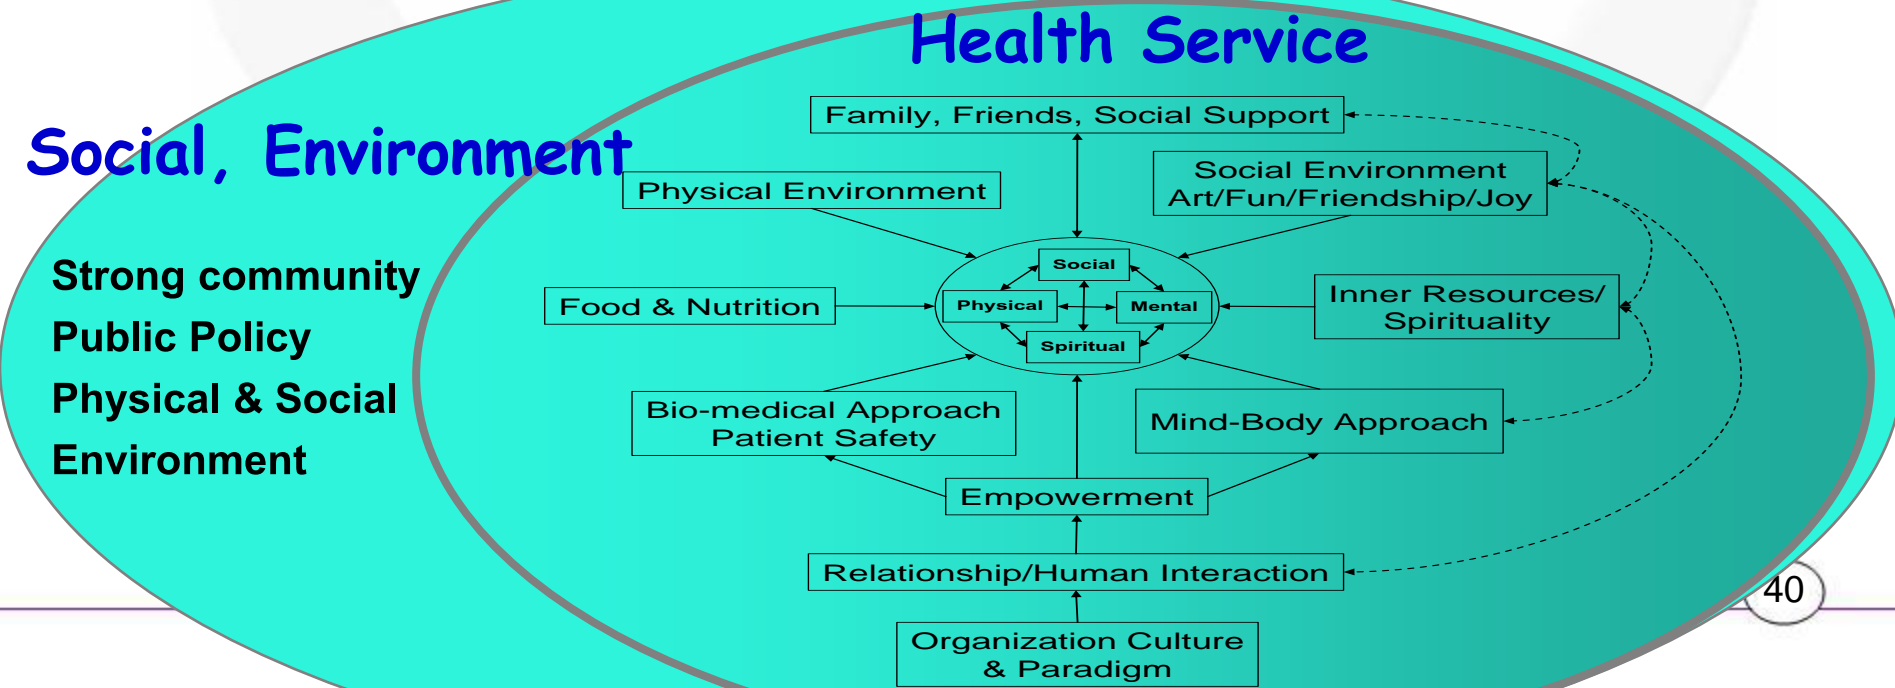 Health Service
Social, Environment
Strong community
Public Policy
Physical & Social
Environment
Family, Friends, Social Support
Physical Environment
Social Environment
Art/Fun/Friendship/Joy
Social
Physical
Mental
Spiritual
Food & Nutrition
Inner Resources/
Spirituality
Bio-medical Approach
Patient Safety
Mind-Body Approach
Empowerment
Relationship/Human Interaction
Organization Culture
& Paradigm
40